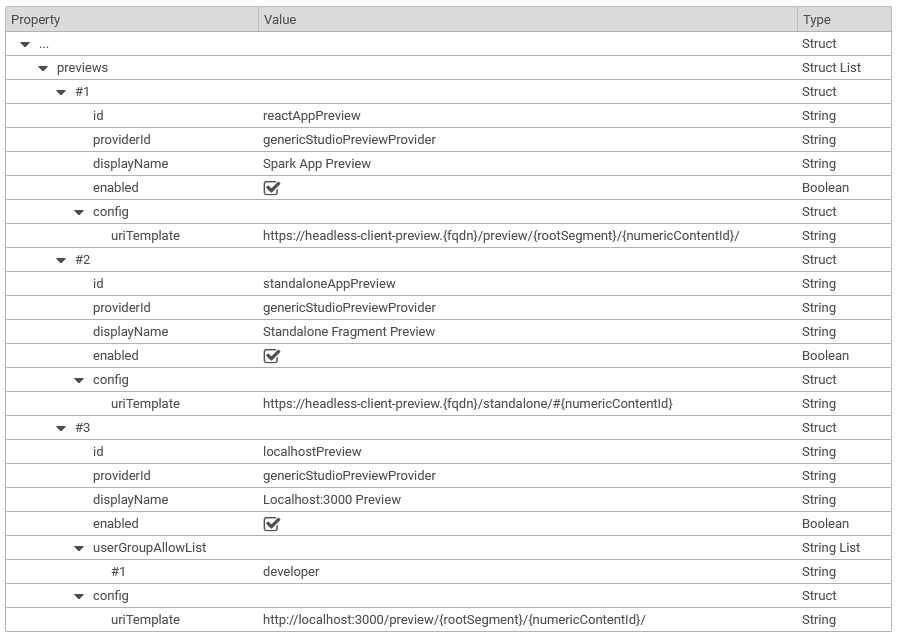 Property Value Type
... Struct
previews Struct List
#1 Struct
id reactAppPreview String
providerId genericStudioPreviewProvider String
displayName Spark App Preview String
enabled Boolean
config Struct
uriTemplate https://headless-client-preview.{fqdn}/preview/{rootSegment}/{numericContentId}/ String
#2 Struct
id standaloneAppPreview String
providerId genericStudioPreviewProvider String
displayName Standalone Fragment Preview String
enabled Boolean
config Struct
uriTemplate https://headless-client-preview.{fqdn}/standalone/#{numericContentId} String
#3 Struct
id localhostPreview String
providerId genericStudioPreviewProvider String
displayName Localhost:3000 Preview String
enabled Boolean
userGroupAllowList String List
#1 developer String
config Struct
uriTemplate http://localhost:3000/preview/{rootSegment}/{numericContentId}/ String